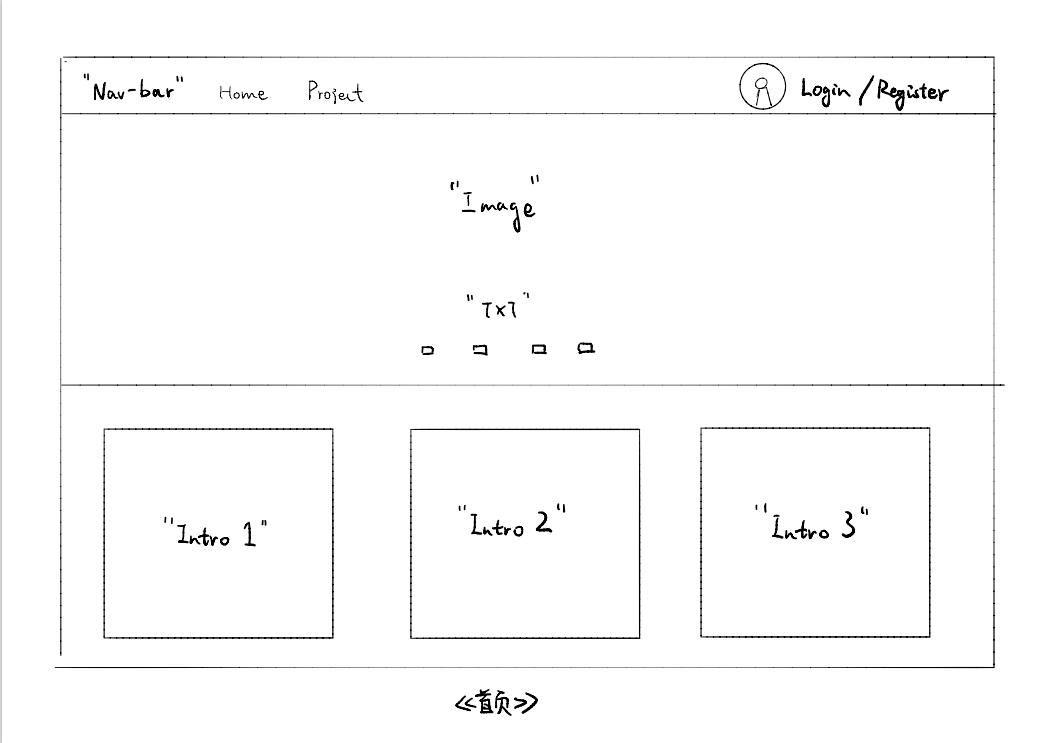 "Nav-bar" Home Project Login / Register
"Image"
"TXT"
"Intro 1" "Intro 2" "Intro 3"
<<首页>>